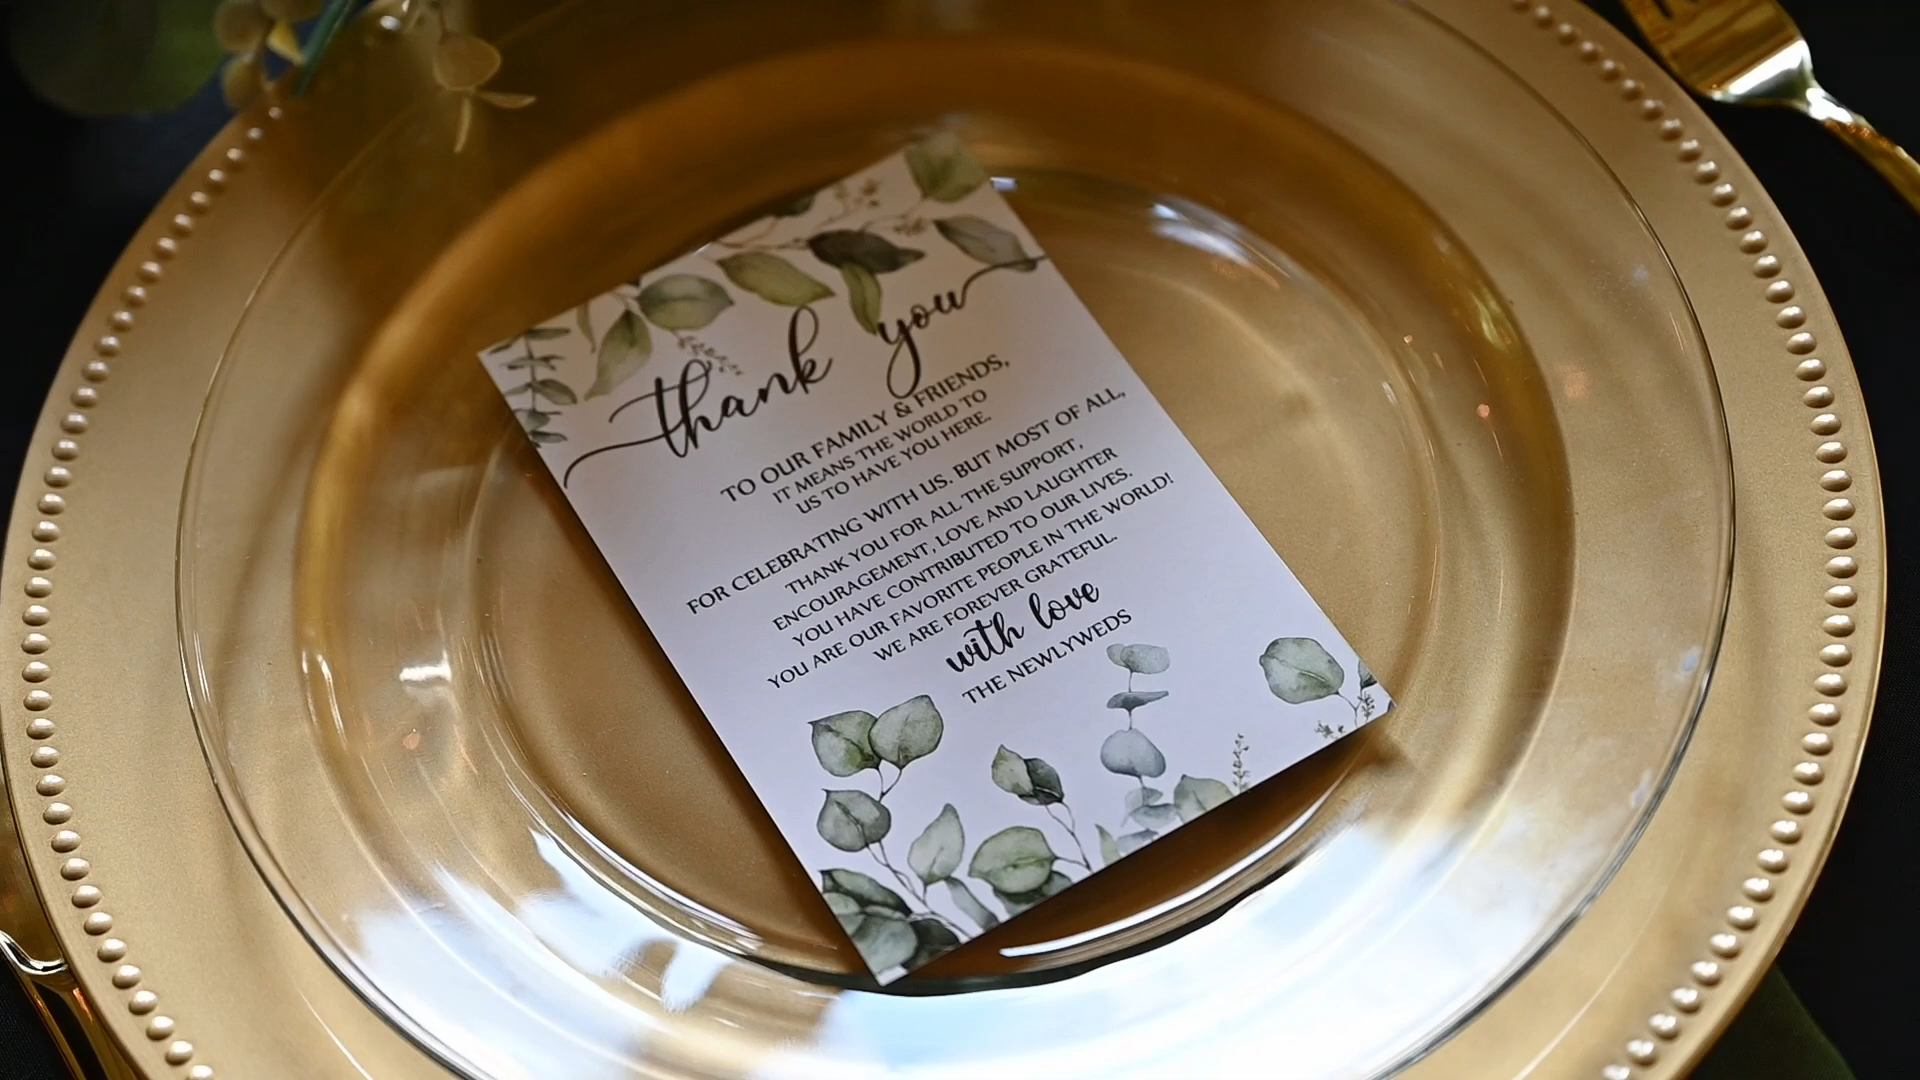 thank you
TO OUR FAMILY & FRIENDS,
IT MEANS THE WORLD TO
US TO HAVE YOU HERE.
FOR CELEBRATING WITH US. BUT MOST OF ALL,
THANK YOU FOR ALL THE SUPPORT,
ENCOURAGEMENT, LOVE AND LAUGHTER
YOU HAVE CONTRIBUTED TO OUR LIVES.
YOU ARE OUR FAVORITE PEOPLE IN THE WORLD!
WE ARE FOREVER GRATEFUL.
with love
THE NEWLYWEDS